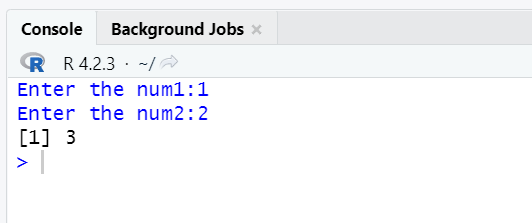 Console Background Jobs ×
R R 4.2.3 · ~/
Enter the num1:1
Enter the num2:2
[1] 3
>